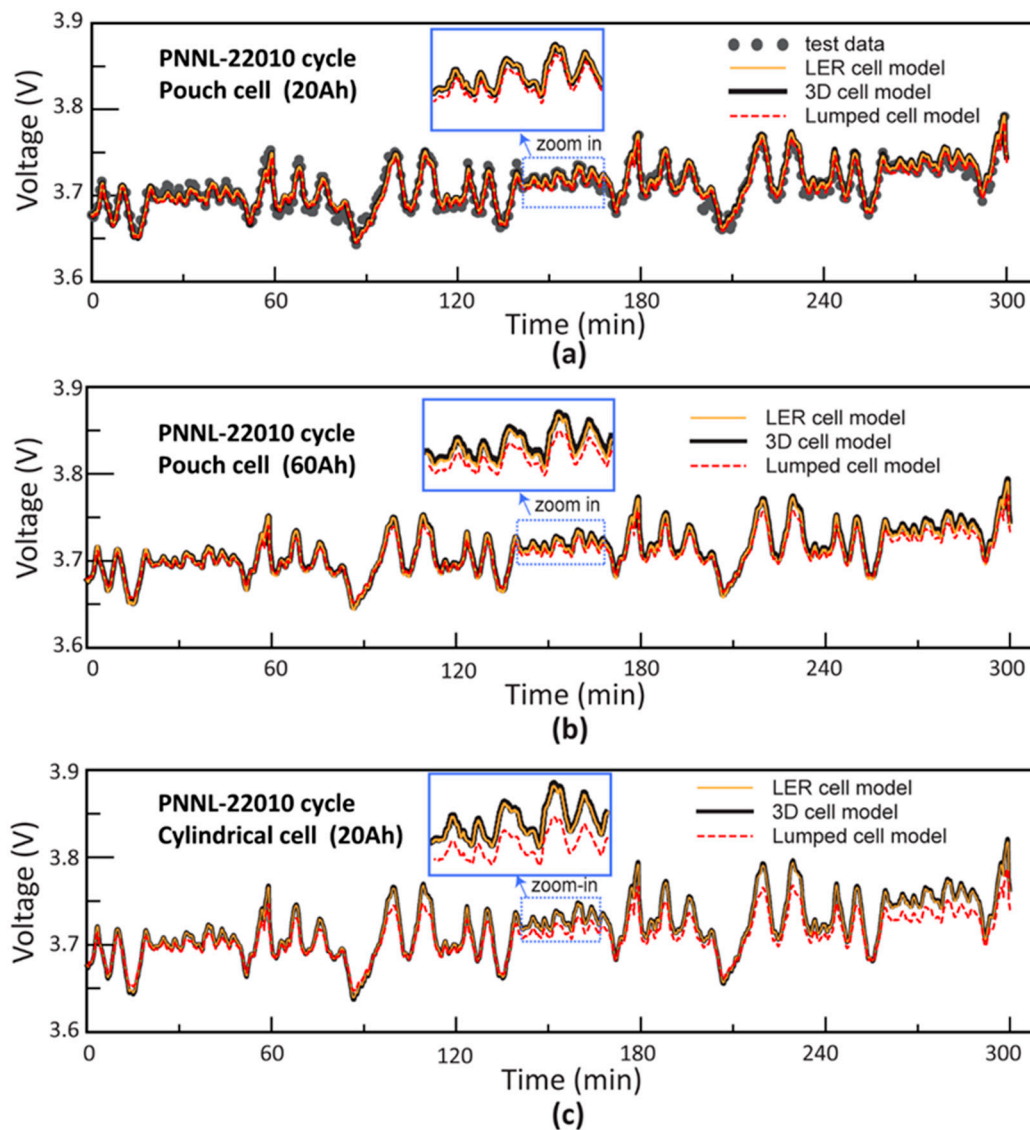 3.9
PNNL-22010 cycle
Pouch cell (20Ah)
test data
LER cell model
3D cell model
Lumped cell model
zoom in
3.8
3.7
3.6
Voltage (V)
0 60 120 180 240 300
Time (min)
(a)
3.9
PNNL-22010 cycle
Pouch cell (60Ah)
LER cell model
3D cell model
Lumped cell model
zoom in
3.8
3.7
3.6
Voltage (V)
0 60 120 180 240 300
Time (min)
(b)
3.9
PNNL-22010 cycle
Cylindrical cell (20Ah)
LER cell model
3D cell model
Lumped cell model
zoom-in
3.8
3.7
3.6
Voltage (V)
0 60 120 180 240 300
Time (min)
(c)